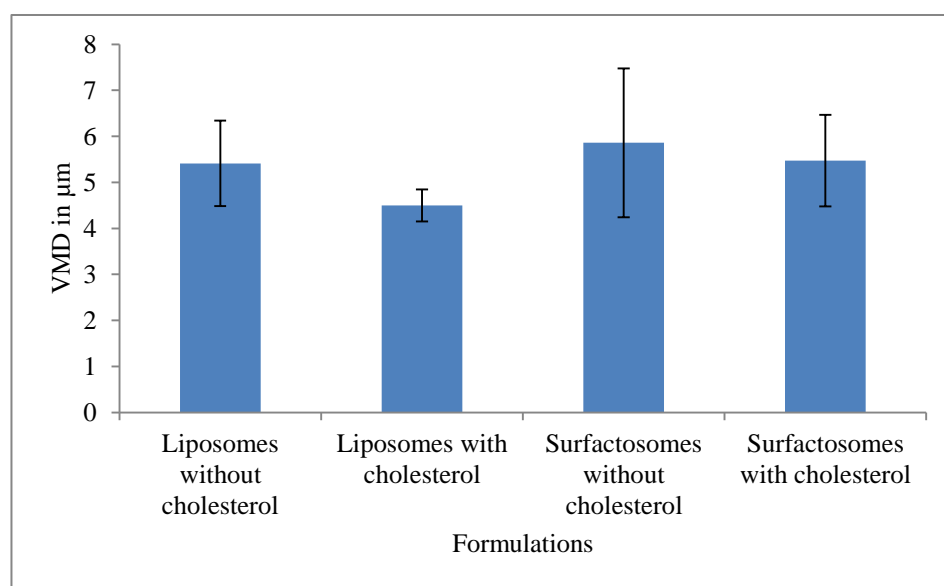 8
7
6
5
4
3
2
1
0
VMD in µm
Liposomes
without
cholesterol
Liposomes with
cholesterol
Surfactosomes
without
cholesterol
Surfactosomes
with cholesterol
Formulations